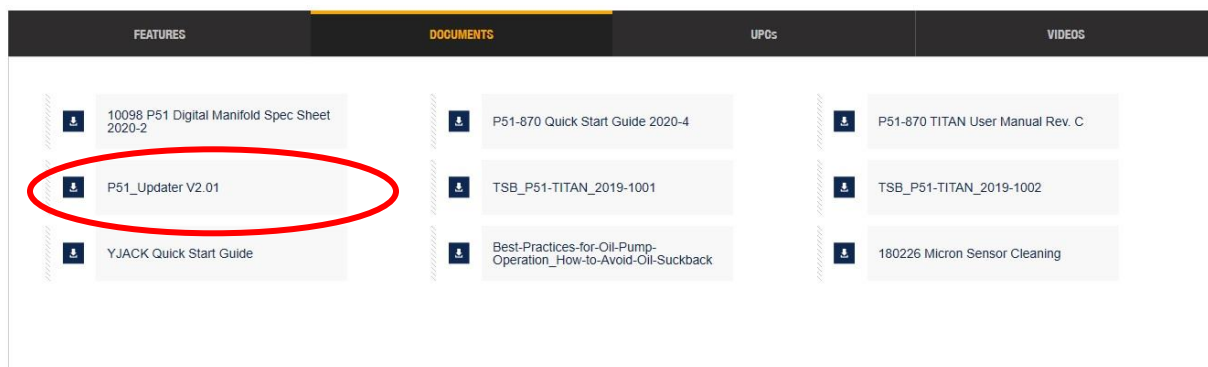 FEATURES
DOCUMENTS
UPCs
VIDEOS
10098 P51 Digital Manifold Spec Sheet
2020-2
P51-870 Quick Start Guide 2020-4
P51-870 TITAN User Manual Rev. C
P51_Updater V2.01
TSB_P51-TITAN_2019-1001
TSB_P51-TITAN_2019-1002
YJACK Quick Start Guide
Best-Practices-for-Oil-Pump-
Operation_How-to-Avoid-Oil-Suckback
180226 Micron Sensor Cleaning